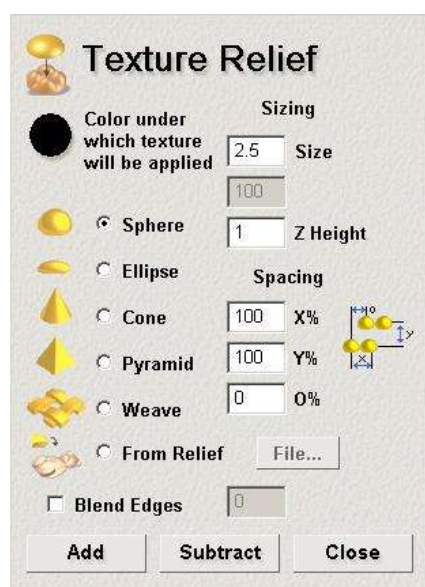 Texture Relief
Color under
which texture
will be applied
Sizing
2.5 Size
100
1 Z Height
Sphere
Ellipse
Cone
Pyramid
Weave
From Relief File...
Spacing
100 X%
100 Y%
0 O%
O
Y
X
Blend Edges 0
Add Subtract Close